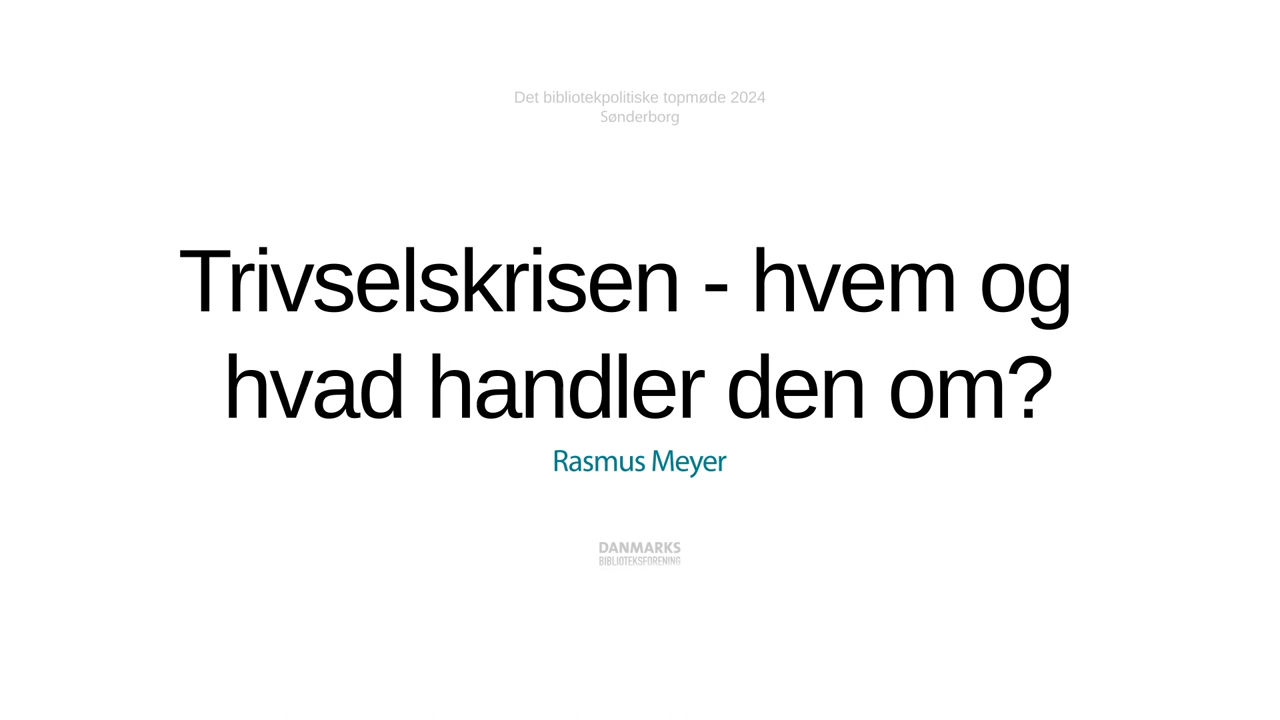 Det bibliotekpolitiske topmøde 2024
Sønderborg
Trivselskrisen - hvem og
hvad handler den om?
Rasmus Meyer
DANMARKS
BIBLIOTEKSFORENING